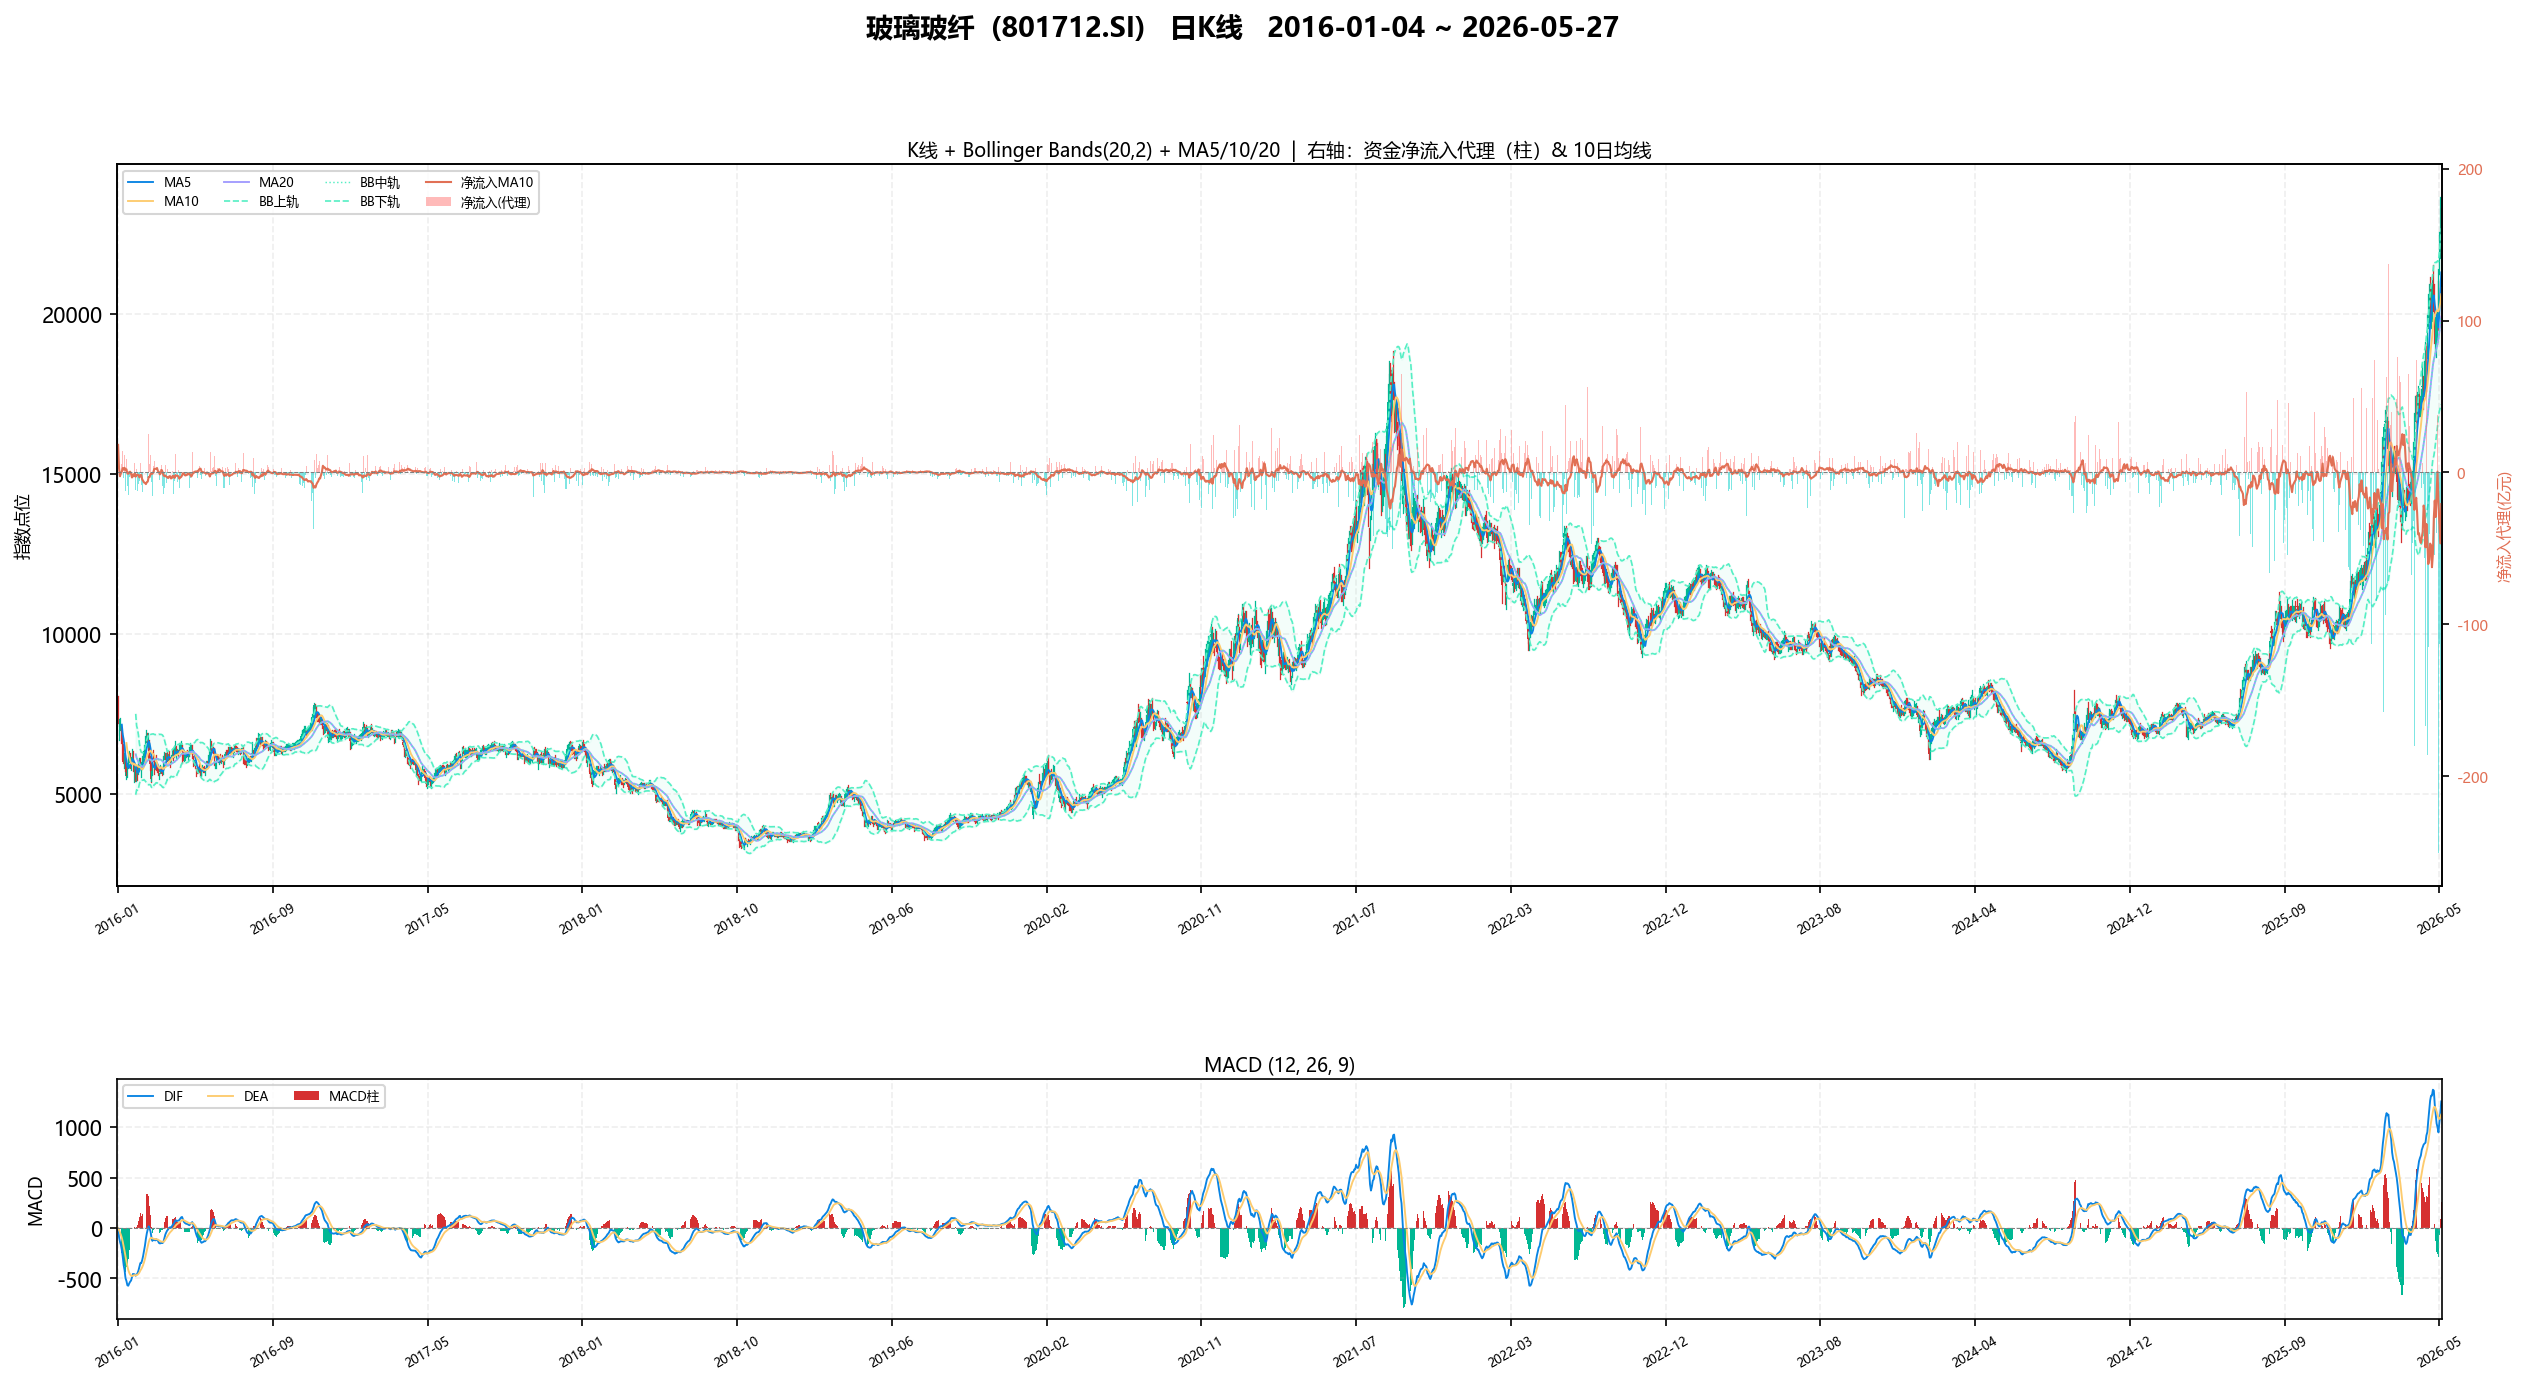 玻璃玻纤  (801712.SI)   日K线   2016-01-04 ~ 2026-05-27
K线 + Bollinger Bands(20,2) + MA5/10/20 | 右轴：资金净流入代理（柱）& 10日均线
MA5 MA20 BB中轨 净流入MA10
MA10 BB上轨 BB下轨 净流入(代理)
200
20000
100
15000
0
指数点位
净流入代理(亿元)
10000
-100
5000
-200
2016-01 2016-09 2017-05 2018-01 2018-10 2019-06 2020-02 2020-11 2021-07 2022-03 2022-12 2023-08 2024-04 2024-12 2025-09 2026-05
MACD (12, 26, 9)
DIF DEA MACD柱
1000
500
MACD
0
-500
2016-01 2016-09 2017-05 2018-01 2018-10 2019-06 2020-02 2020-11 2021-07 2022-03 2022-12 2023-08 2024-04 2024-12 2025-09 2026-05